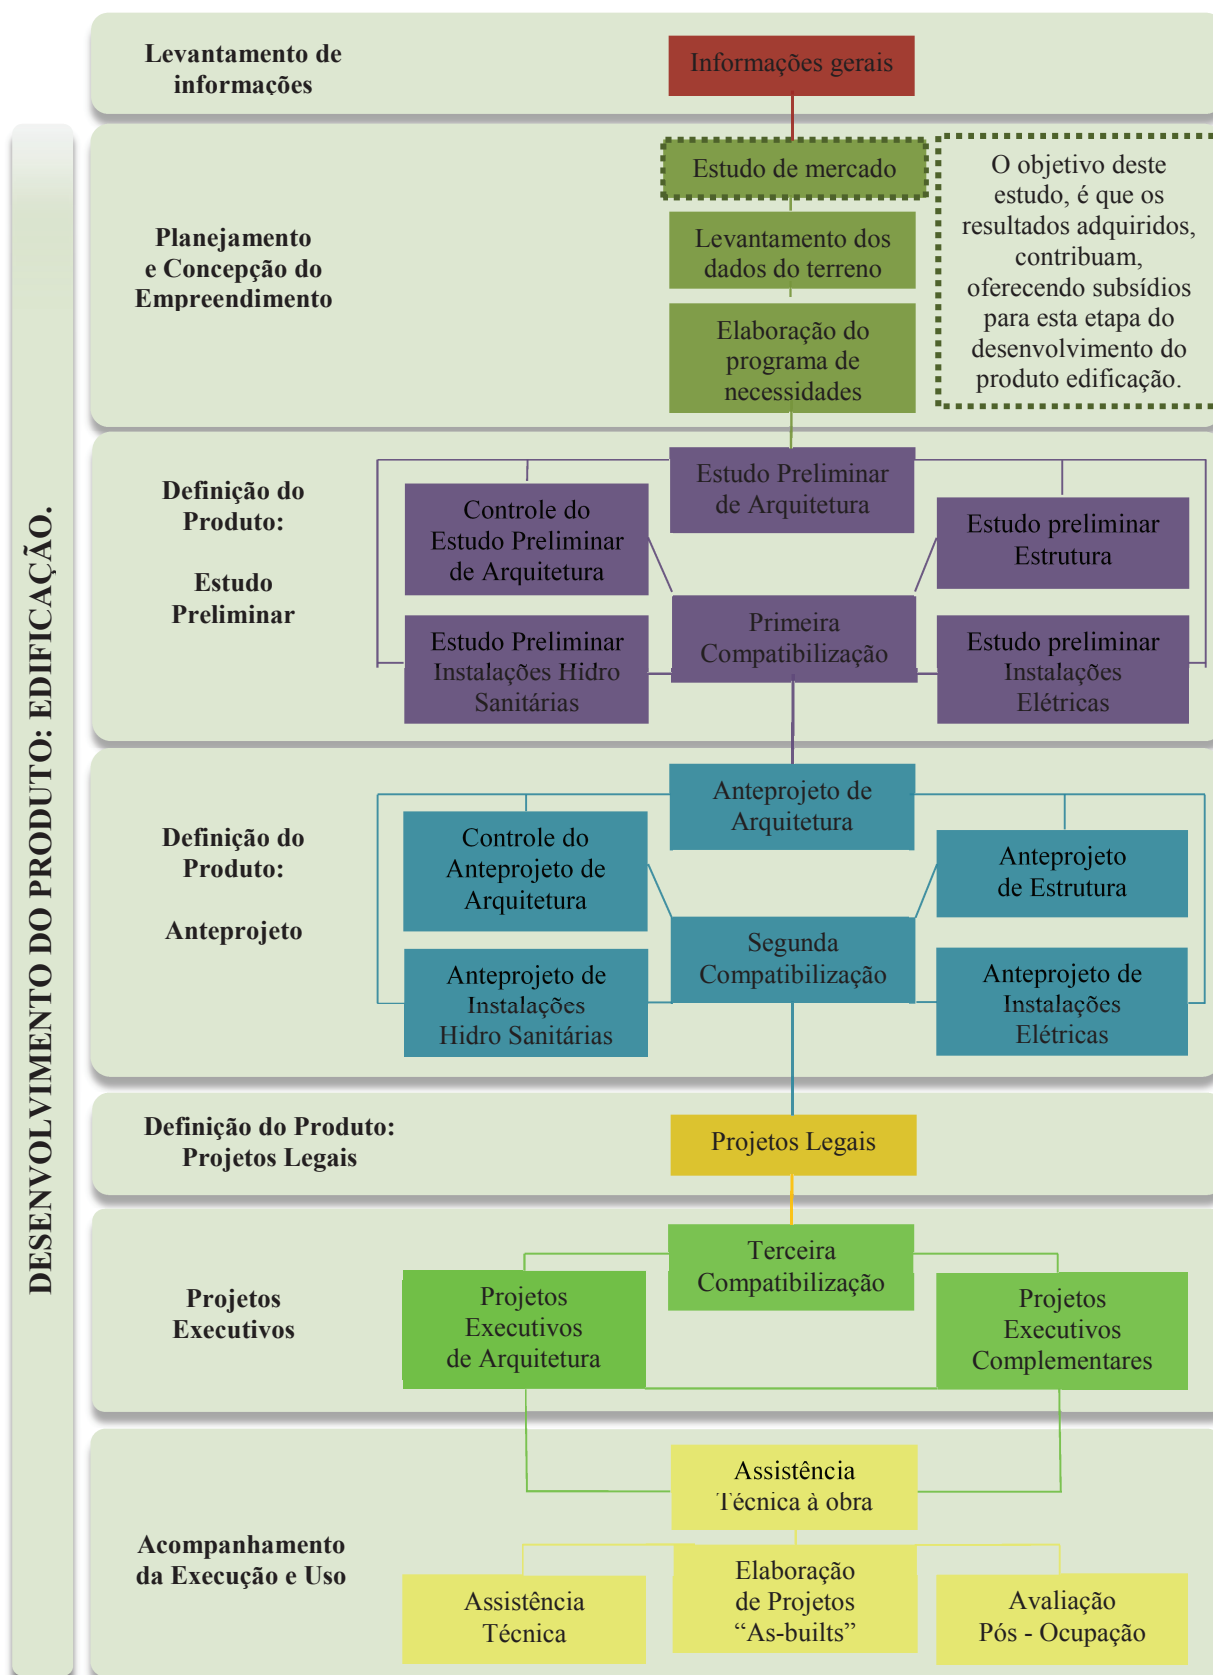 DESENVOLVIMENTO DO PRODUTO: EDIFICAÇÃO.
Levantamento de
informações
Informações gerais
Planejamento
e Concepção do
Empreendimento
Estudo de mercado
Levantamento dos
dados do terreno
Elaboração do
programa de
necessidades
O objetivo deste
estudo, é que os
resultados adquiridos,
contribuam,
oferecendo subsídios
para esta etapa do
desenvolvimento do
produto edificação.
Definição do
Produto:
Estudo
Preliminar
Estudo Preliminar
de Arquitetura
Controle do
Estudo Preliminar
de Arquitetura
Estudo preliminar
Estrutura
Primeira
Compatibilização
Estudo Preliminar
Instalações Hidro
Sanitárias
Estudo preliminar
Instalações
Elétricas
Definição do
Produto:
Anteprojeto
Anteprojeto de
Arquitetura
Controle do
Anteprojeto de
Arquitetura
Anteprojeto
de Estrutura
Segunda
Compatibilização
Anteprojeto de
Instalações
Hidro Sanitárias
Anteprojeto de
Instalações
Elétricas
Definição do Produto:
Projetos Legais
Projetos Legais
Projetos
Executivos
Terceira
Compatibilização
Projetos
Executivos
de Arquitetura
Projetos
Executivos
Complementares
Acompanhamento
da Execução e Uso
Assistência
Técnica à obra
Assistência
Técnica
Elaboração
de Projetos
“As-builts”
Avaliação
Pós - Ocupação